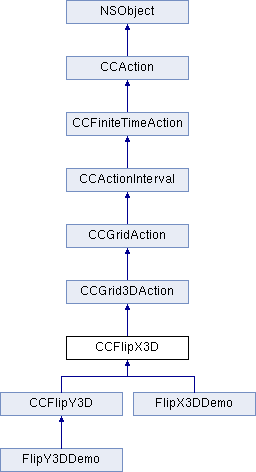 NSObject
CCAction
CCFiniteTimeAction
CCActionInterval
CCGridAction
CCGrid3DAction
CCFlipX3D
CCFlipY3D
FlipX3DDemo
FlipY3DDemo